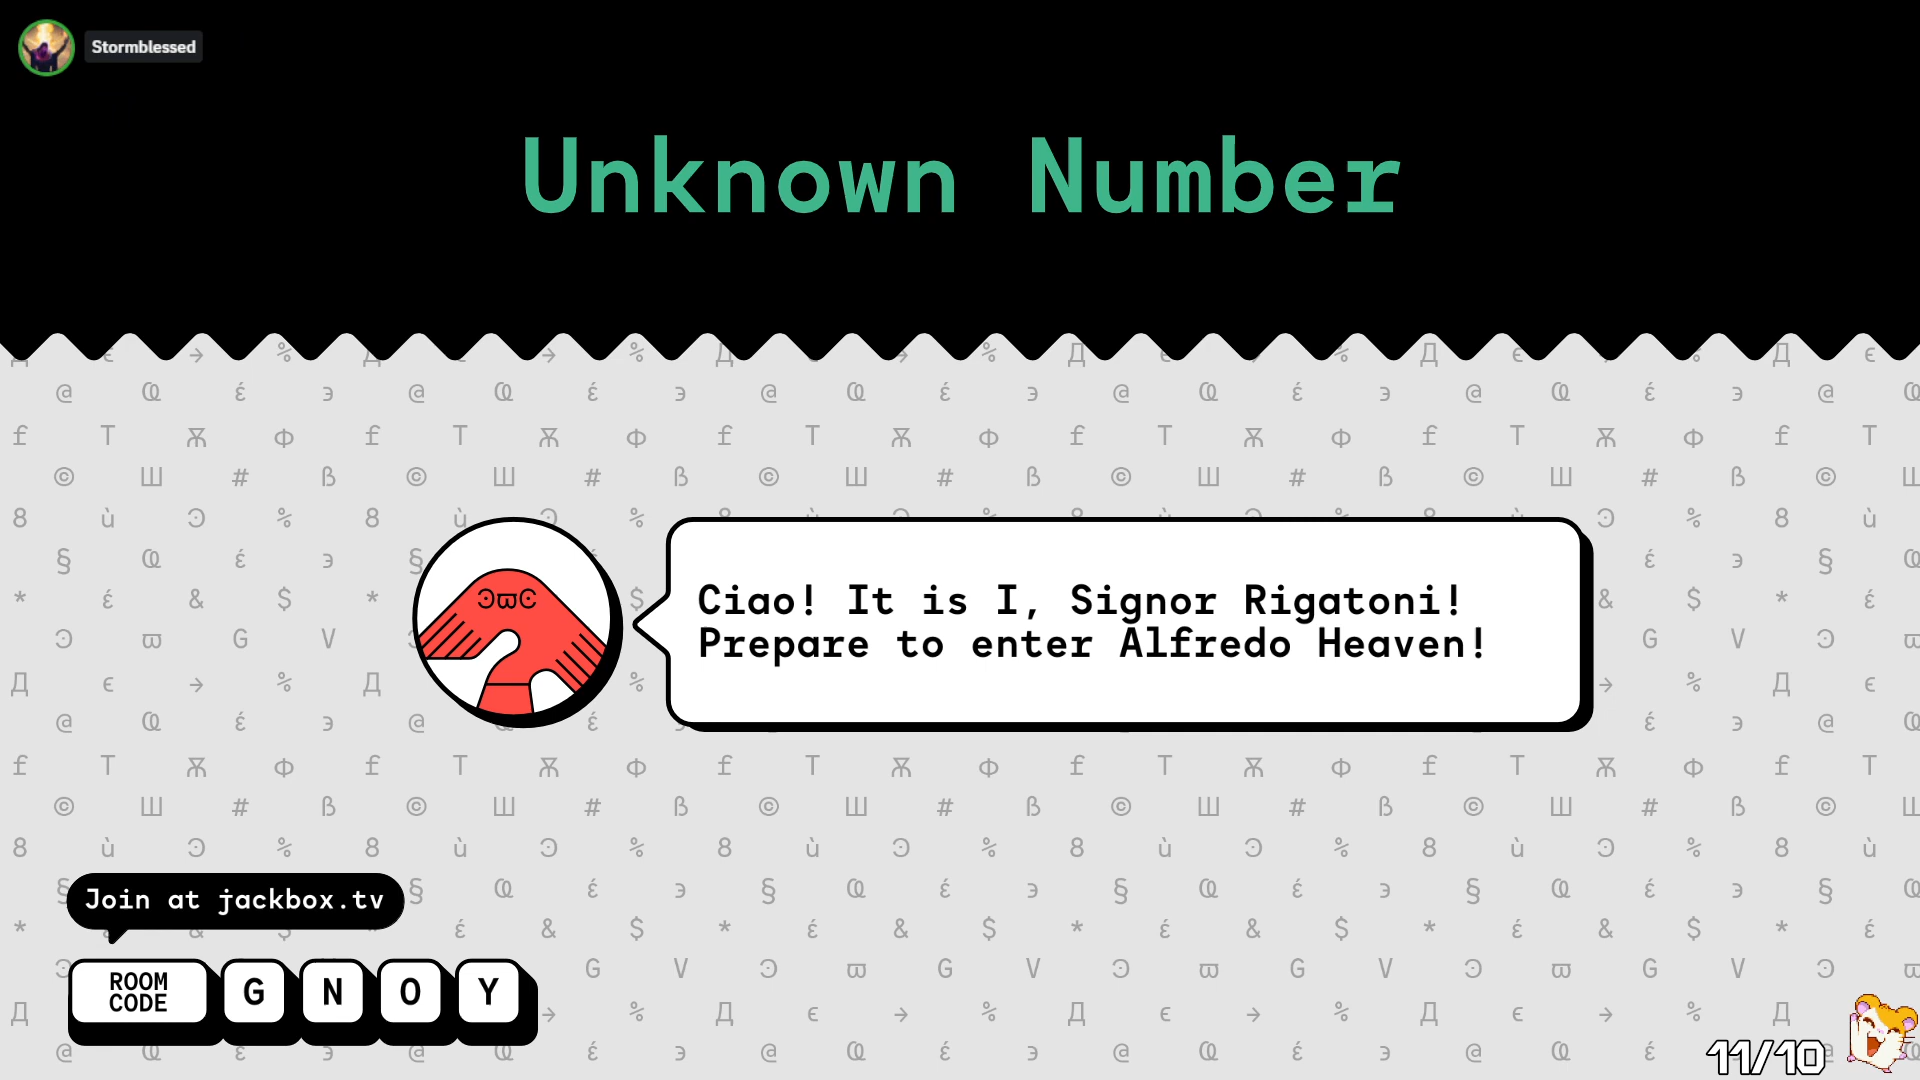 Stormblessed
Unknown Number
Ciao! It is I, Signor Rigatoni!
Prepare to enter Alfredo Heaven!
Join at jackbox.tv
ROOM
CODE
G N O Y
11/10